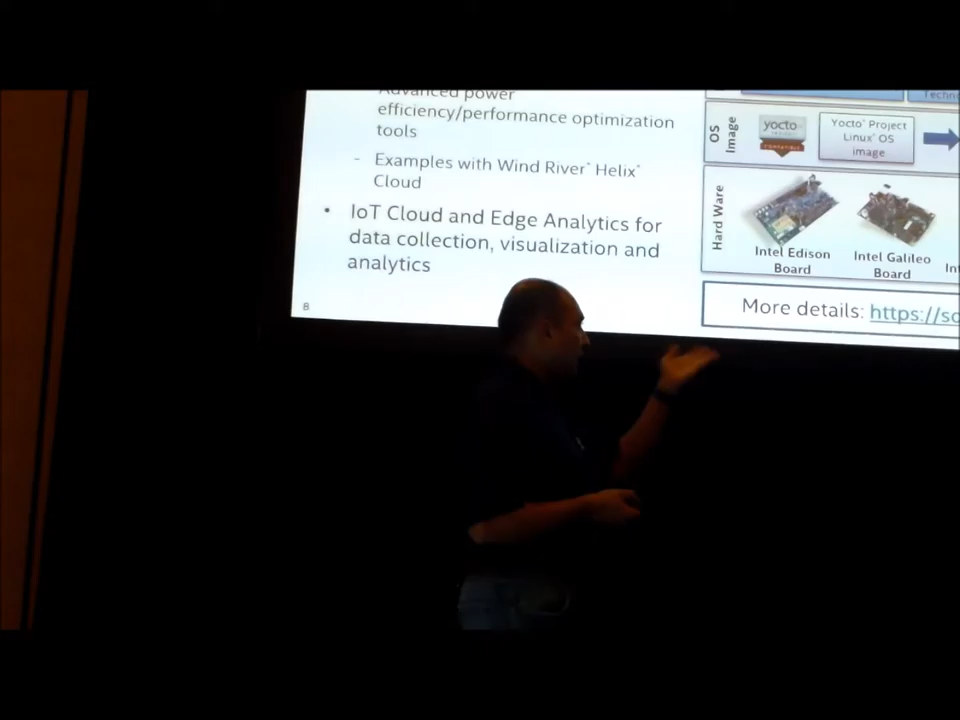 Advanced power
efficiency/performance optimization
tools
- Examples with Wind River* Helix*
Cloud
• IoT Cloud and Edge Analytics for
data collection, visualization and
analytics
8
OS
Image
yocto
Yocto* Project
Linux* OS
image
Hard Ware
Intel Edison
Board
Intel Galileo
Board
More details: https://so